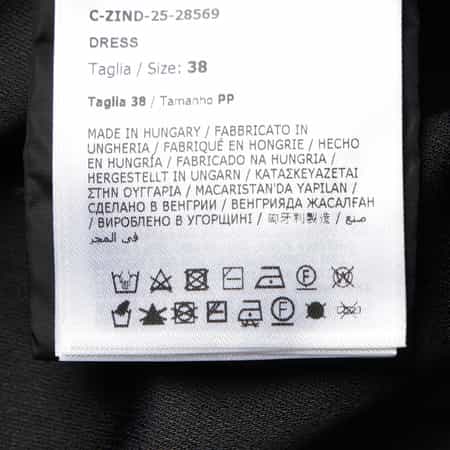 C-ZIND-25-28569
DRESS
Taglia / Size: 38
Taglia 38 / Tamanho PP
MADE IN HUNGARY / FABBRICATO IN
UNGHERIA / FABRIQUÉ EN HONGRIE / HECHO
EN HUNGRÍA / FABRICADO NA HUNGRIA /
HERGESTELLT IN UNGARN / ΚΑΤΑΣΚΕΥΑΖΕΤΑΙ
ΣΤΗΝ ΟΥΓΓΑΡΙΑ / MACARISTAN'DA YAPILAN /
СДЕЛАНО В ВЕНГРИИ / ВЕНГРИЯДА ЖАСАЛҒАН
/ ВИРОБЛЕНО В УГОРЩИНІ / 匈牙利製造 / صنع
في المجر